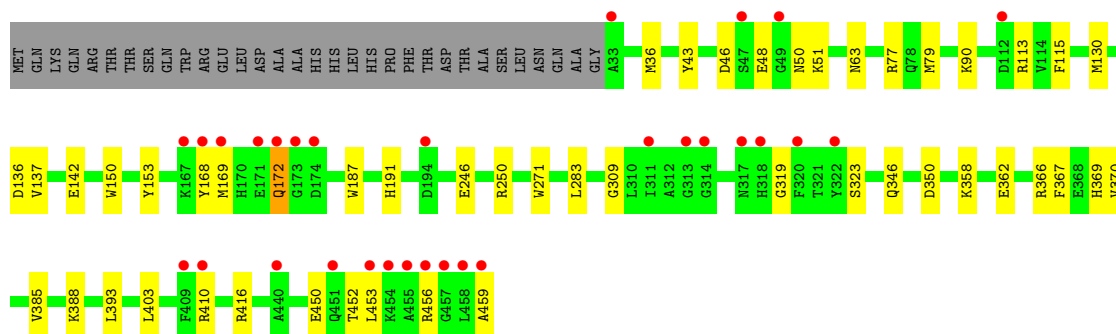 MET GLN LYS GLN ARG THR THR SER GLN TRP ARG GLU LEU ASP ALA ALA HIS HIS LEU HIS PRO PHE THR ASP THR ALA SER LEU ASN GLN ALA GLY A33 M36 Y43 D46 S47 E48 G49 N50 K51 N63 R77 Q78 M79 K90 D112 R113 V114 F115 M130
D136 V137 E142 W150 Y153 K167 Y168 M169 H170 E171 Q172 G173 D174 W187 H191 D194 E246 R250 W271 L283 G309 L310 I311 A312 G313 G314 N317 H318 G319 F320 T321 Y322 S323 Q346 D350 K358 E362 R366 F367 E368 H369
V385 K388 L393 L403 F409 R410 R416 A440 E450 Q451 T452 L453 K454 A455 R456 G457 L458 A459